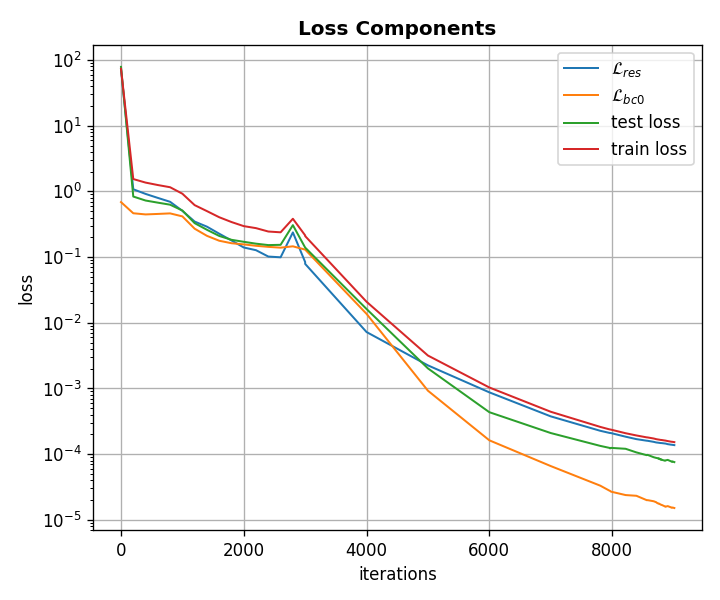 Loss Components
10²
10¹
10⁰
10⁻¹
10⁻²
10⁻³
10⁻⁴
10⁻⁵
loss
ℒ_res
ℒ_bc0
test loss
train loss
0 2000 4000 6000 8000
iterations